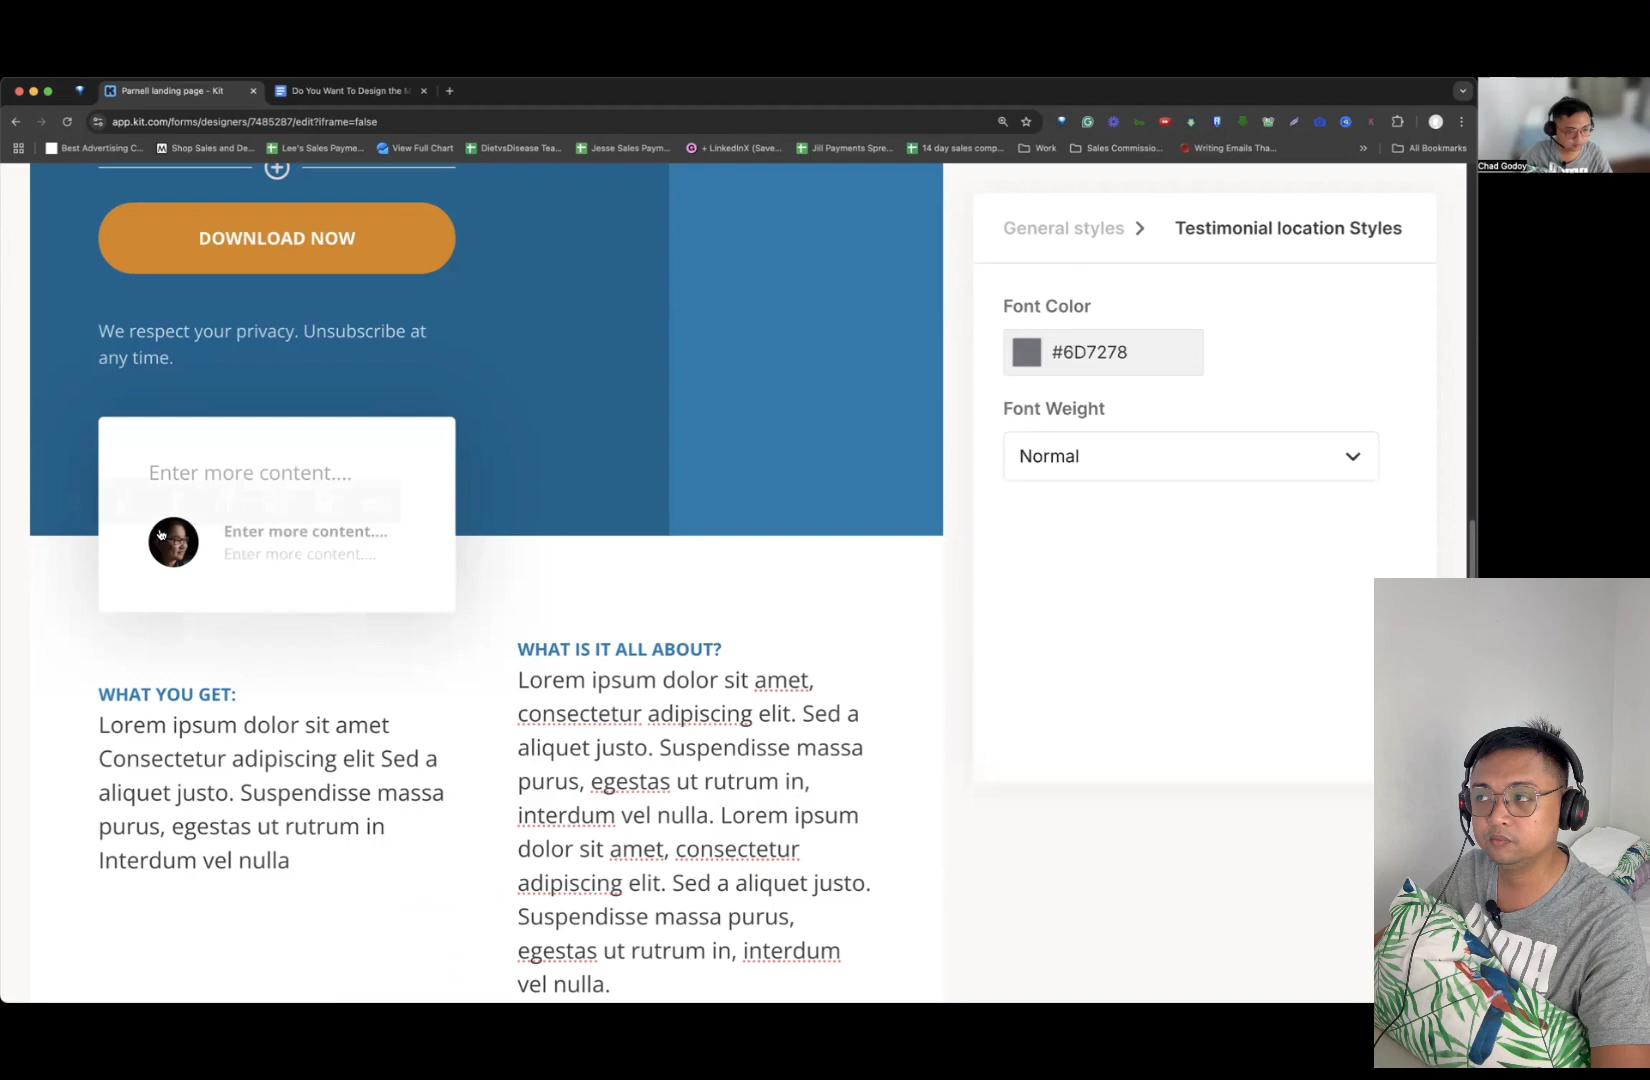 Parnell landing page - Kit
Do You Want To Design the M
app.kit.com/forms/designers/7485287/edit?iframe=false
Best Advertising C...
Shop Sales and De...
Lee's Sales Payme...
View Full Chart
DietvsDisease Tea...
Jesse Sales Paym...
+ LinkedInX (Save...
Jill Payments Spre...
14 day sales comp...
Work
Sales Commissio...
Writing Emails Tha...
All Bookmarks
Chad Godoy
DOWNLOAD NOW
We respect your privacy. Unsubscribe at
any time.
Enter more content....
Enter more content....
Enter more content....
WHAT YOU GET:
Lorem ipsum dolor sit amet
Consectetur adipiscing elit Sed a
aliquet justo. Suspendisse massa
purus, egestas ut rutrum in
Interdum vel nulla
WHAT IS IT ALL ABOUT?
Lorem ipsum dolor sit amet,
consectetur adipiscing elit. Sed a
aliquet justo. Suspendisse massa
purus, egestas ut rutrum in,
interdum vel nulla. Lorem ipsum
dolor sit amet, consectetur
adipiscing elit. Sed a aliquet justo.
Suspendisse massa purus,
egestas ut rutrum in, interdum
vel nulla.
General styles
Testimonial location Styles
Font Color
#6D7278
Font Weight
Normal